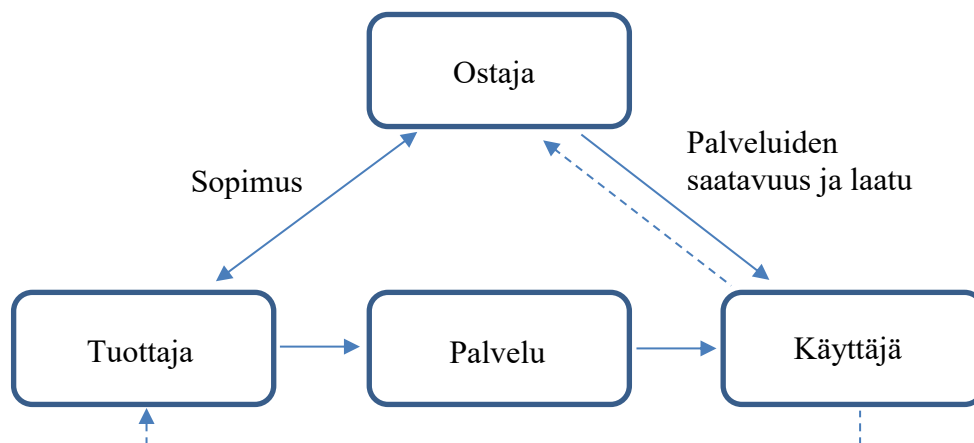 Ostaja
Sopimus
Palveluiden
saatavuus ja laatu
Tuottaja
Palvelu
Käyttäjä